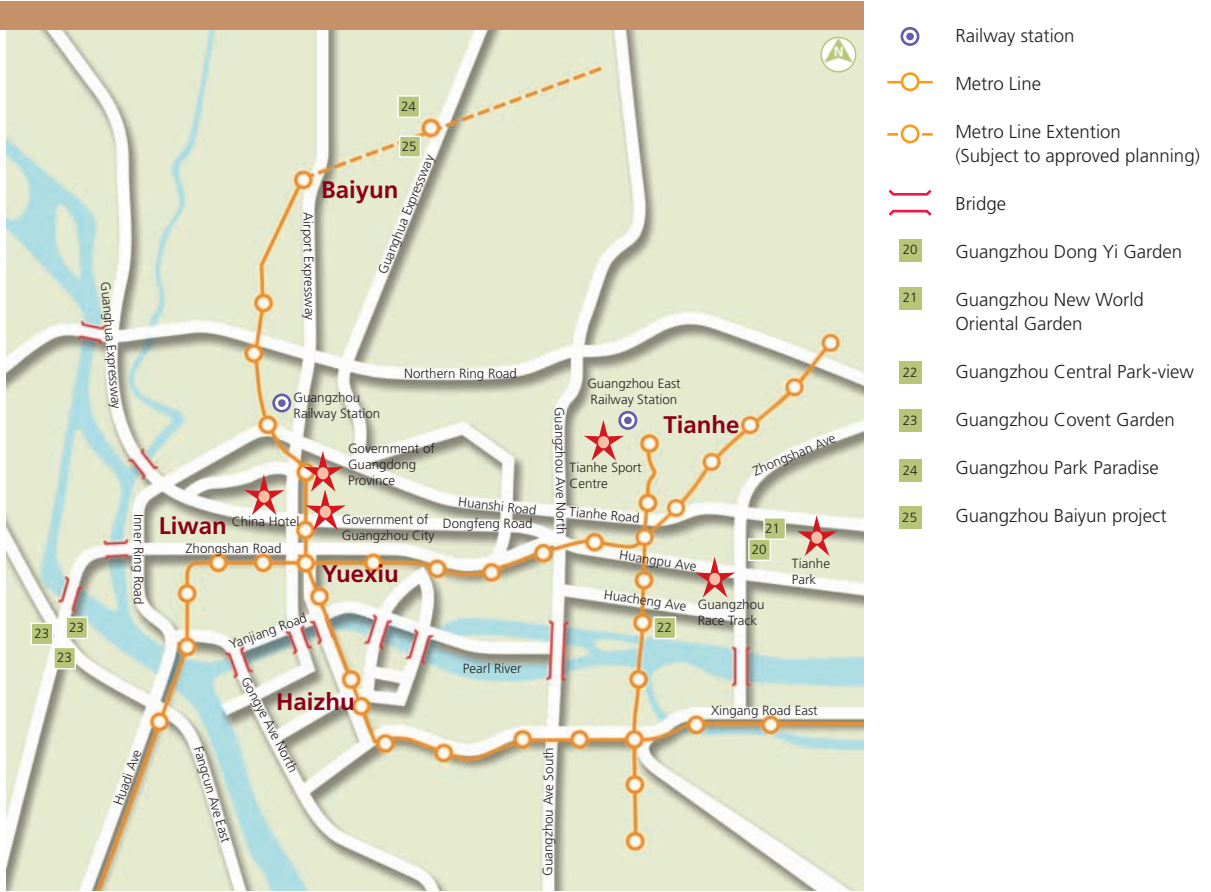 N
24
25
Baiyun
Airport Expressway
Guanghua Expressway
Guanghua Expressway
Northern Ring Road
Guangzhou
Railway Station
Guangzhou East
Railway Station
Tianhe
Guangzhou Ave North
Zhongshan Ave
Government of
Guangdong
Province
Tianhe Sport
Centre
Huanshi Road
Tianhe Road
Liwan
China Hotel
Government of
Guangzhou City
Dongfeng Road
21
20
Tianhe
Park
Inner Ring Road
Zhongshan Road
Yuexiu
Huangpu Ave
Huacheng Ave
Guangzhou
Race Track
23
23
23
Yanjiang Road
22
Pearl River
Haizhu
Gongye Ave North
Xingang Road East
Huadi Ave
Fangcun Ave East
Guangzhou Ave South
Railway station
Metro Line
Metro Line Extention
(Subject to approved planning)
Bridge
20 Guangzhou Dong Yi Garden
21 Guangzhou New World
Oriental Garden
22 Guangzhou Central Park-view
23 Guangzhou Covent Garden
24 Guangzhou Park Paradise
25 Guangzhou Baiyun project